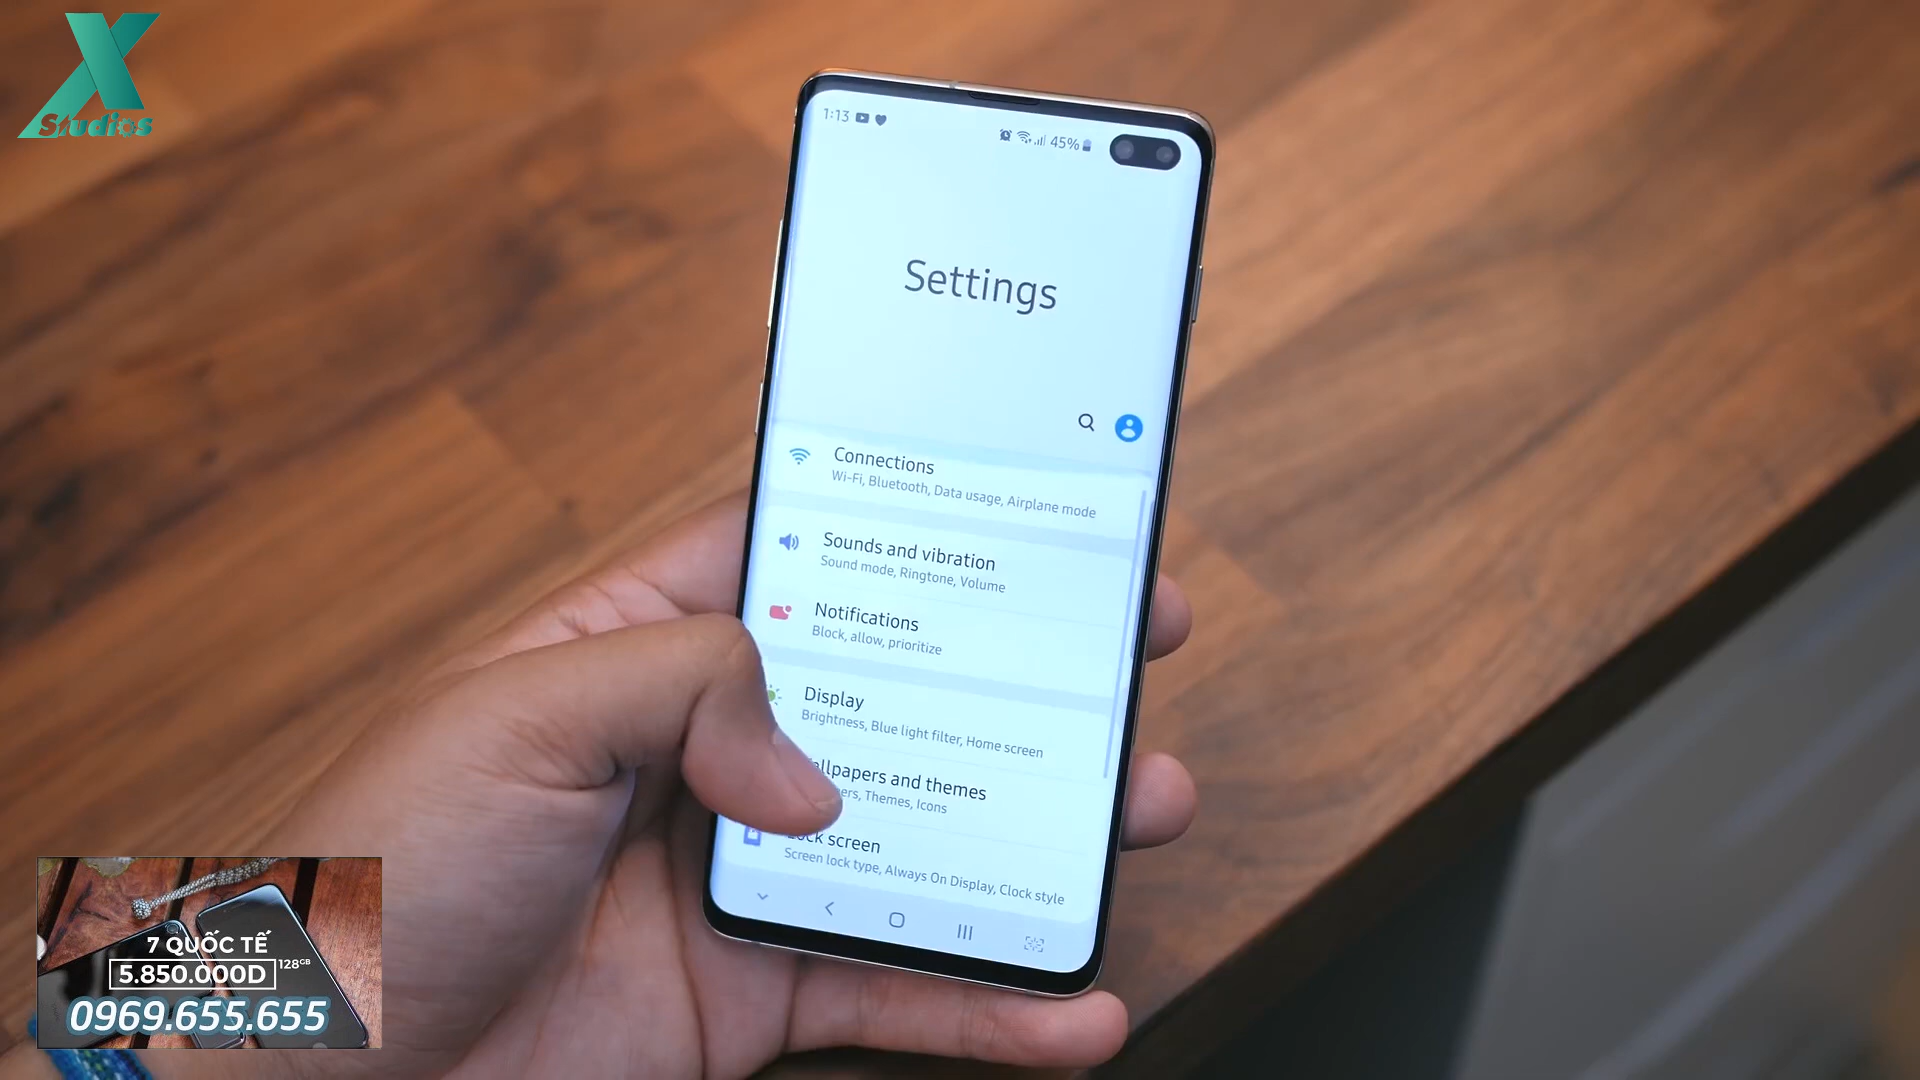 X
Studios
1:13
45%
Settings
Connections
Wi-Fi, Bluetooth, Data usage, Airplane mode
Sounds and vibration
Sound mode, Ringtone, Volume
Notifications
Block, allow, prioritize
Display
Brightness, Blue light filter, Home screen
allpapers and themes
ers, Themes, Icons
Lock screen
Screen lock type, Always On Display, Clock style
7 QUỐC TẾ
5.850.000D 128GB
0969.655.655